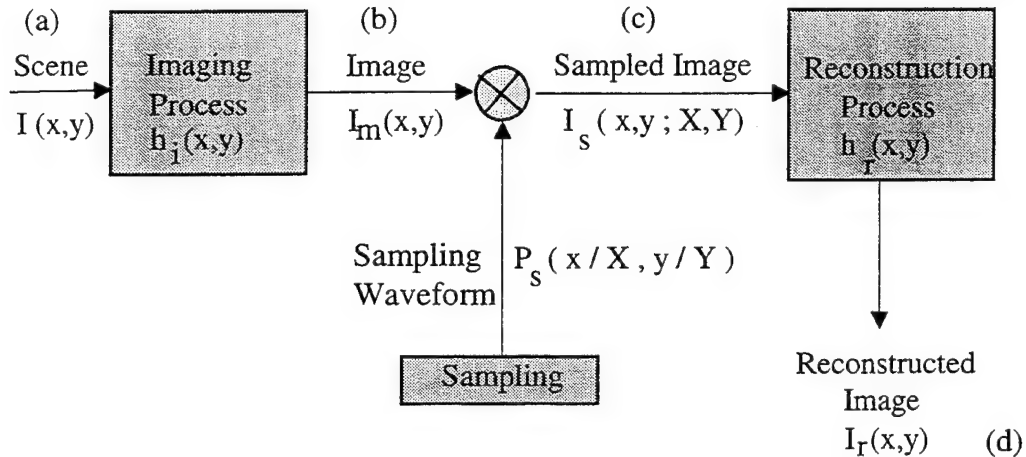 (a)
(b)
(c)
Scene
I (x,y)
Imaging
Process
h_i(x,y)
Image
I_m(x,y)
Sampled Image
I_s ( x,y ; X,Y)
Reconstruction
Process
h_r(x,y)
Sampling
Waveform
P_s ( x / X , y / Y )
Sampling
Reconstructed
Image
I_r(x,y)
(d)